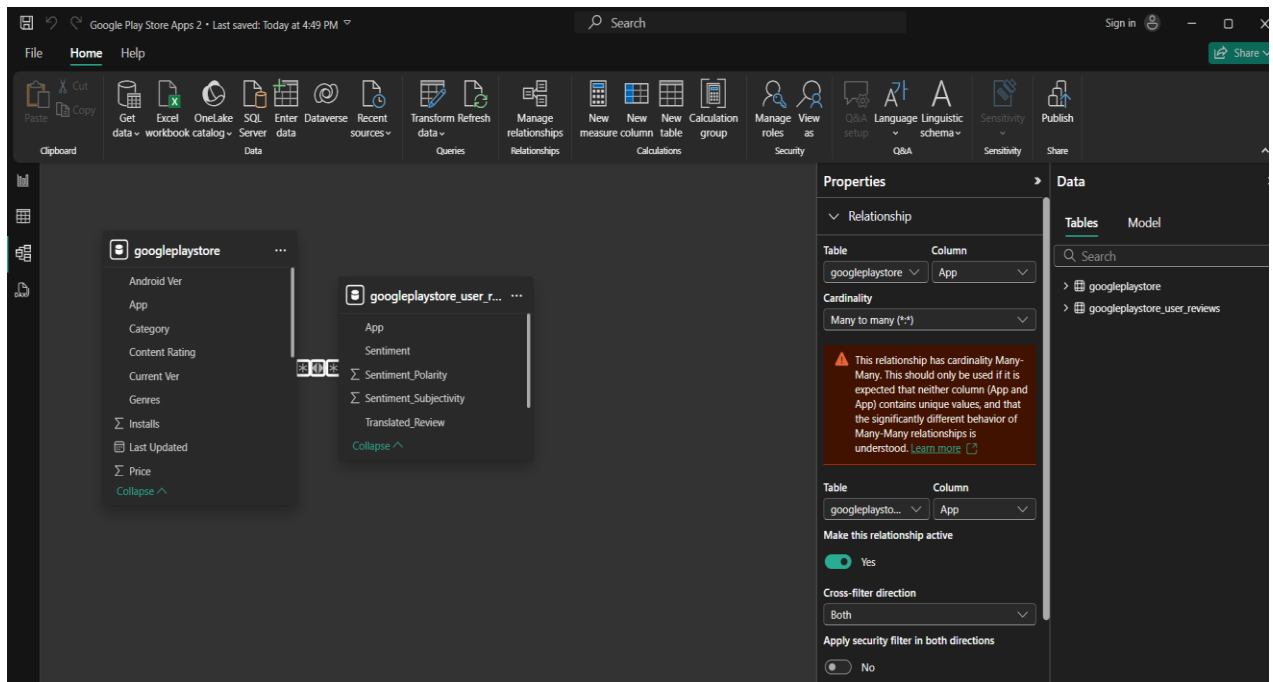 Google Play Store Apps 2 • Last saved: Today at 4:49 PM
Search
Sign in
File Home Help
Share
Paste
Cut
Copy
Get data
Excel workbook
OneLake catalog
SQL Server
Enter data
Dataverse
Recent sources
Transform data
Refresh
Manage relationships
New measure
New column
New table
Calculation group
Manage roles
View as
Q&A setup
Language
Linguistic schema
Sensitivity
Publish
Clipboard
Data
Queries
Relationships
Calculations
Security
Q&A
Sensitivity
Share
googleplaystore
Android Ver
App
Category
Content Rating
Current Ver
Genres
Installs
Last Updated
Price
Collapse
googleplaystore_user_r...
App
Sentiment
Sentiment_Polarity
Sentiment_Subjectivity
Translated_Review
Collapse
Properties
Relationship
Table Column
googleplaystore App
Cardinality
Many to many (*:*)
This relationship has cardinality Many-
Many. This should only be used if it is
expected that neither column (App and
App) contains unique values, and that
the significantly different behavior of
Many-Many relationships is
understood. Learn more
Table Column
googleplaysto... App
Make this relationship active
Yes
Cross-filter direction
Both
Apply security filter in both directions
No
Data
Tables Model
Search
googleplaystore
googleplaystore_user_reviews